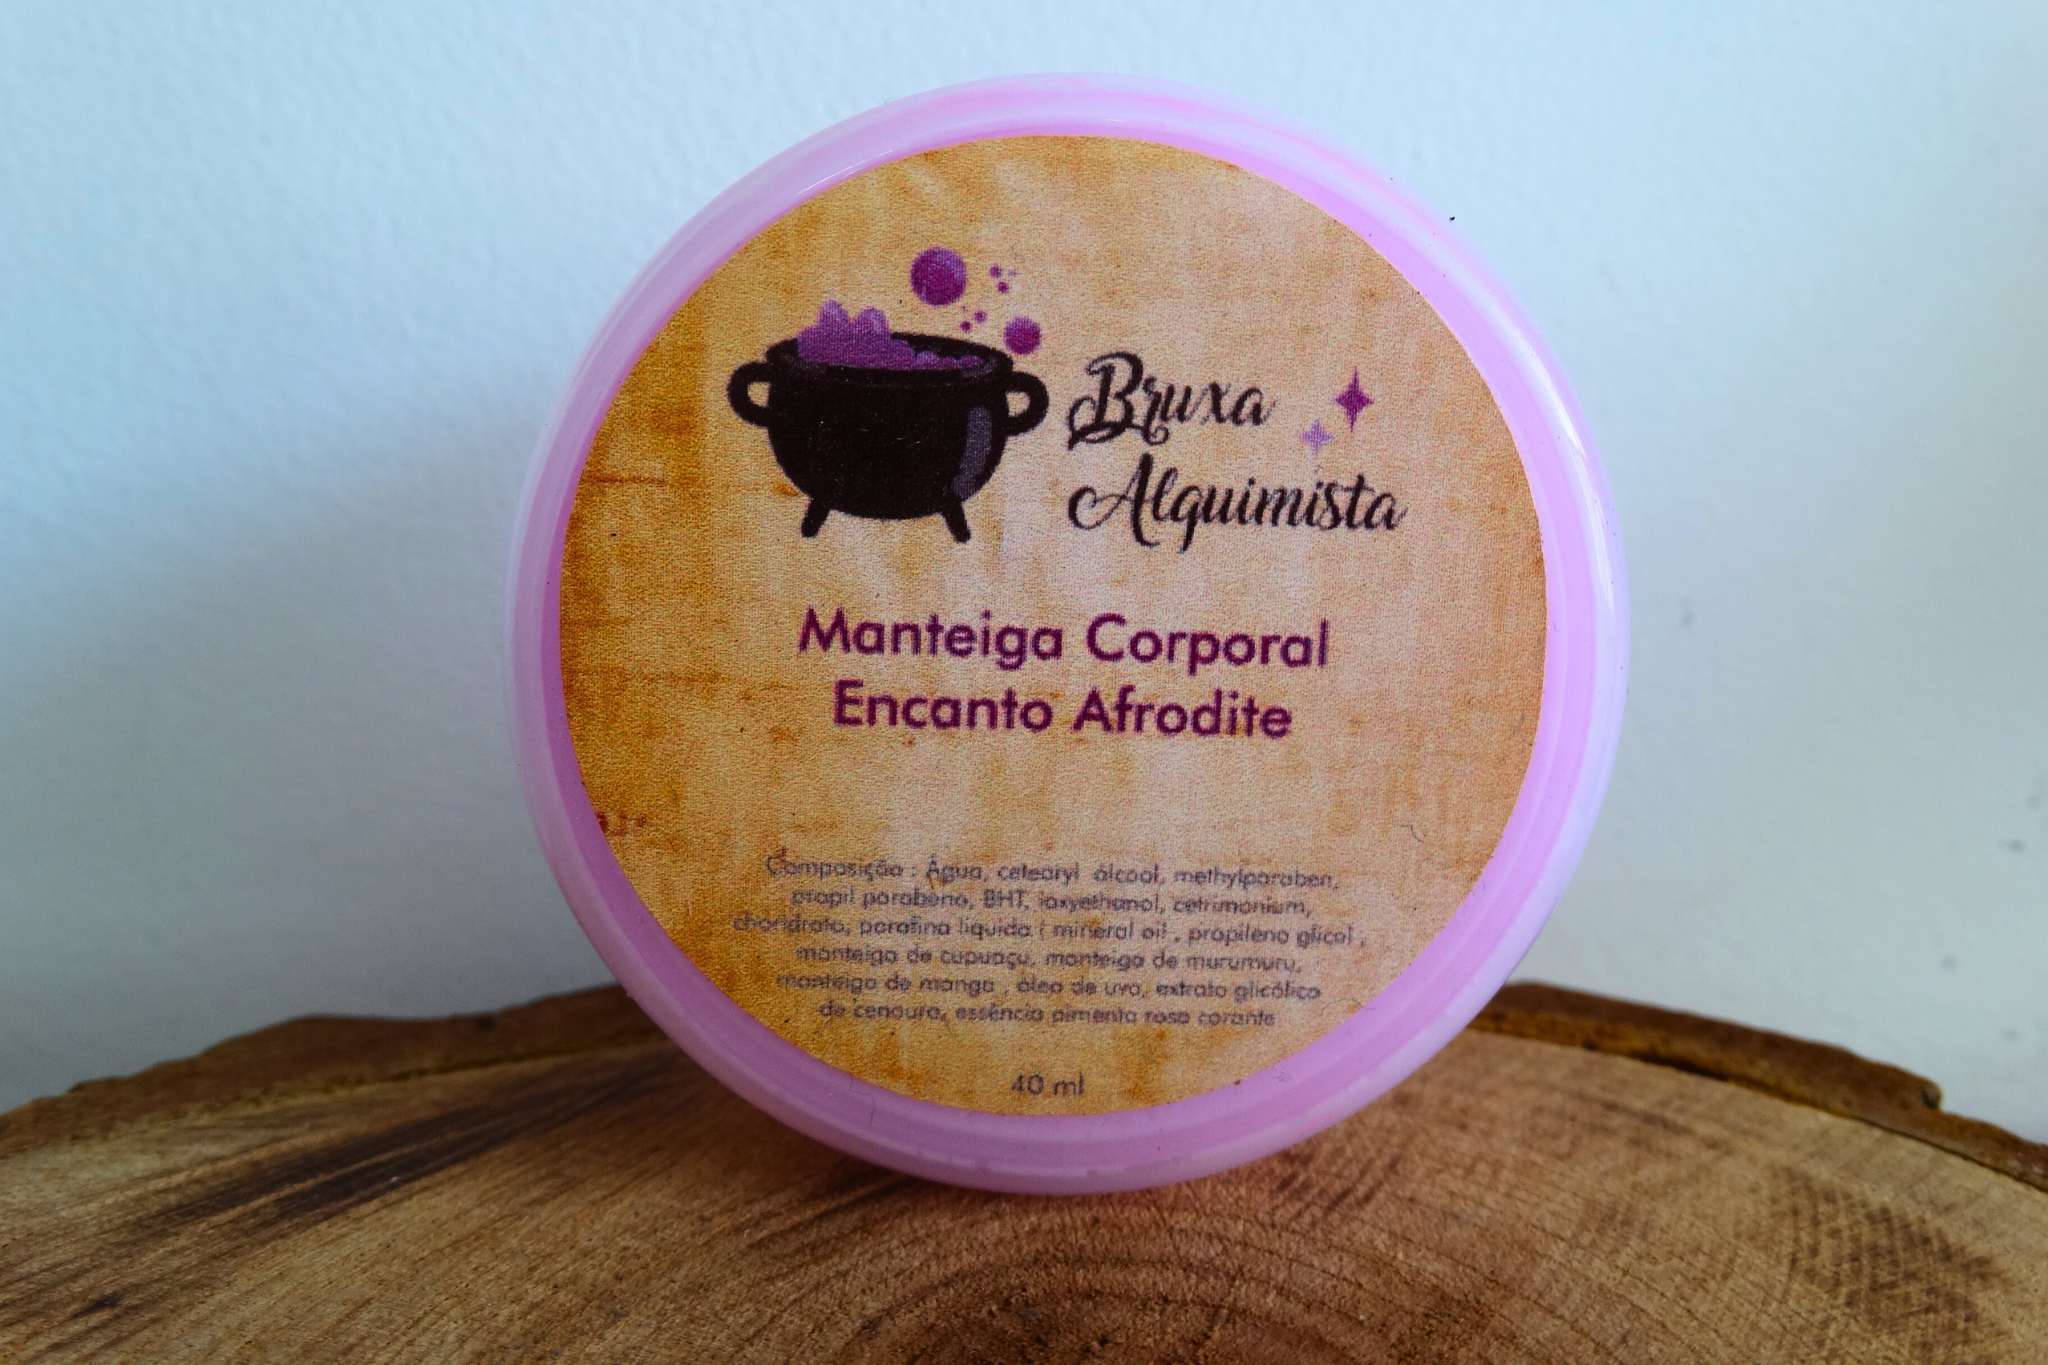 Bruxa
Alquimista
Manteiga Corporal
Encanto Afrodite
Composição : Água, cetearyl álcool, methylparaben,
propil parabeno, BHT, ioxyethanol, cetrimonium,
chondrato, parafina líquida ( mineral oil , propileno glicol ,
manteiga de cupuaçu, manteiga de murumuru,
manteiga de manga , óleo de uva, extrato glicólico
de cenoura, essência pimenta rosa corante
40 ml